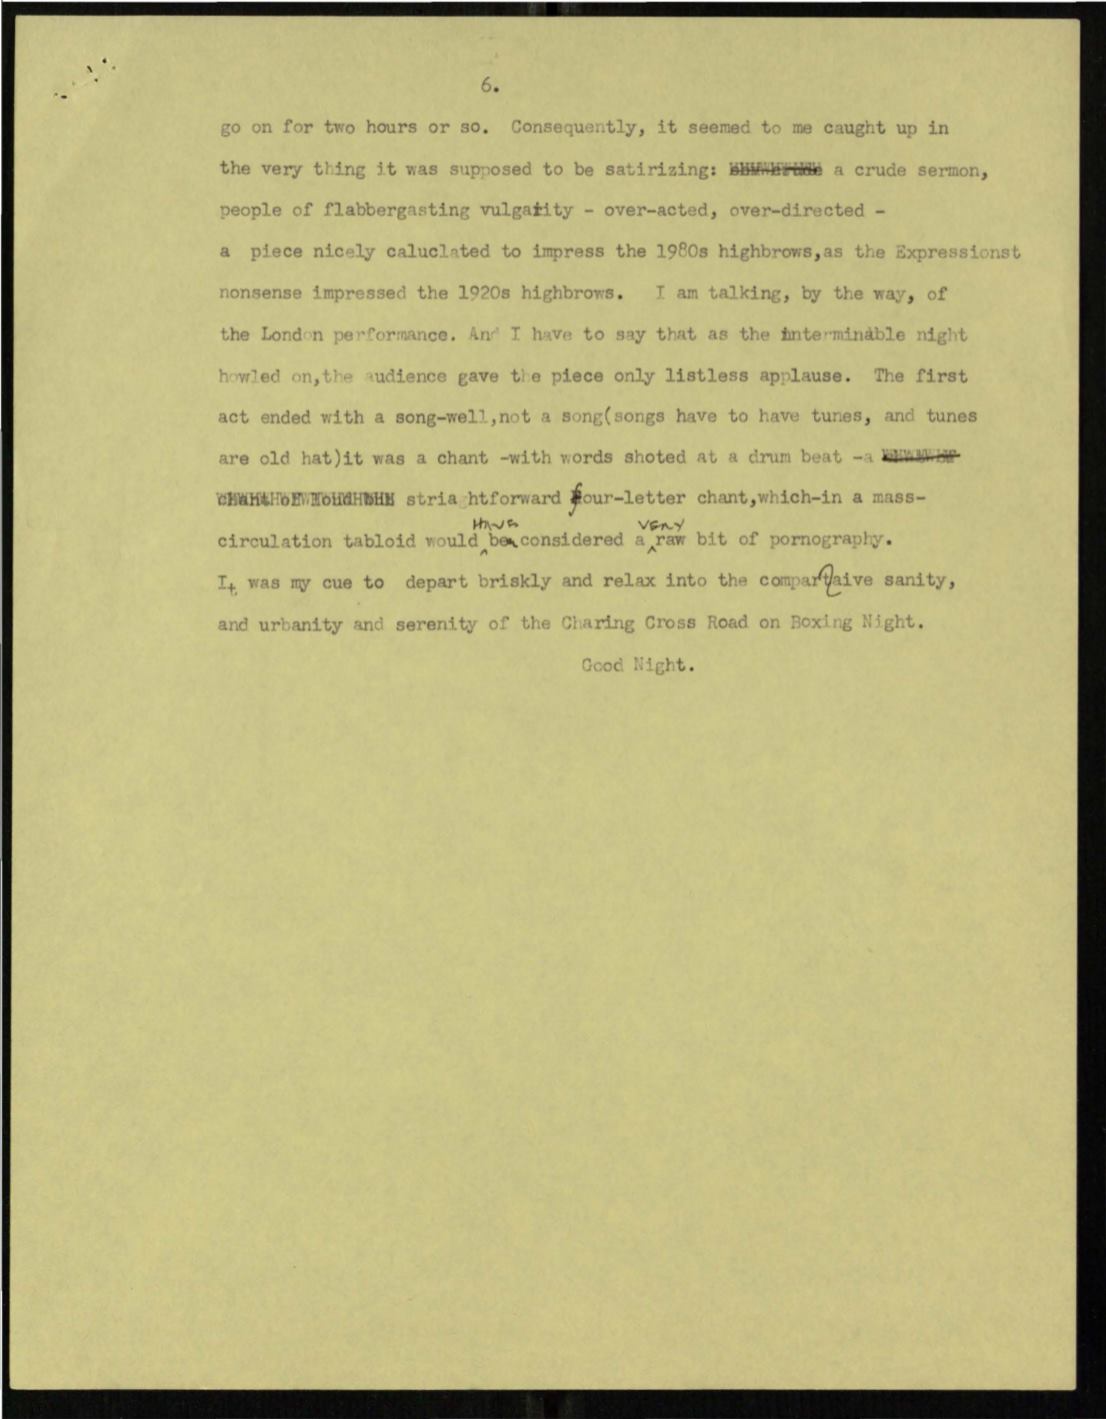 6.
go on for two hours or so. Consequently, it seemed to me caught up in
the very thing it was supposed to be satirizing: a crude sermon,
people of flabbergasting vulgarity - over-acted, over-directed -
a piece nicely caluclated to impress the 1980s highbrows,as the Expressionst
nonsense impressed the 1920s highbrows. I am talking, by the way, of
the London performance. And I have to say that as the interminable night
howled on,the audience gave the piece only listless applause. The first
act ended with a song-well,not a song(songs have to have tunes, and tunes
are old hat)it was a chant -with words shoted at a drum beat -a
striaghtforward four-letter chant,which-in a mass-
HAVE VERY
circulation tabloid would been considered a raw bit of pornography.
It was my cue to depart briskly and relax into the compartaive sanity,
and urbanity and serenity of the Charing Cross Road on Boxing Night.
Good Night.